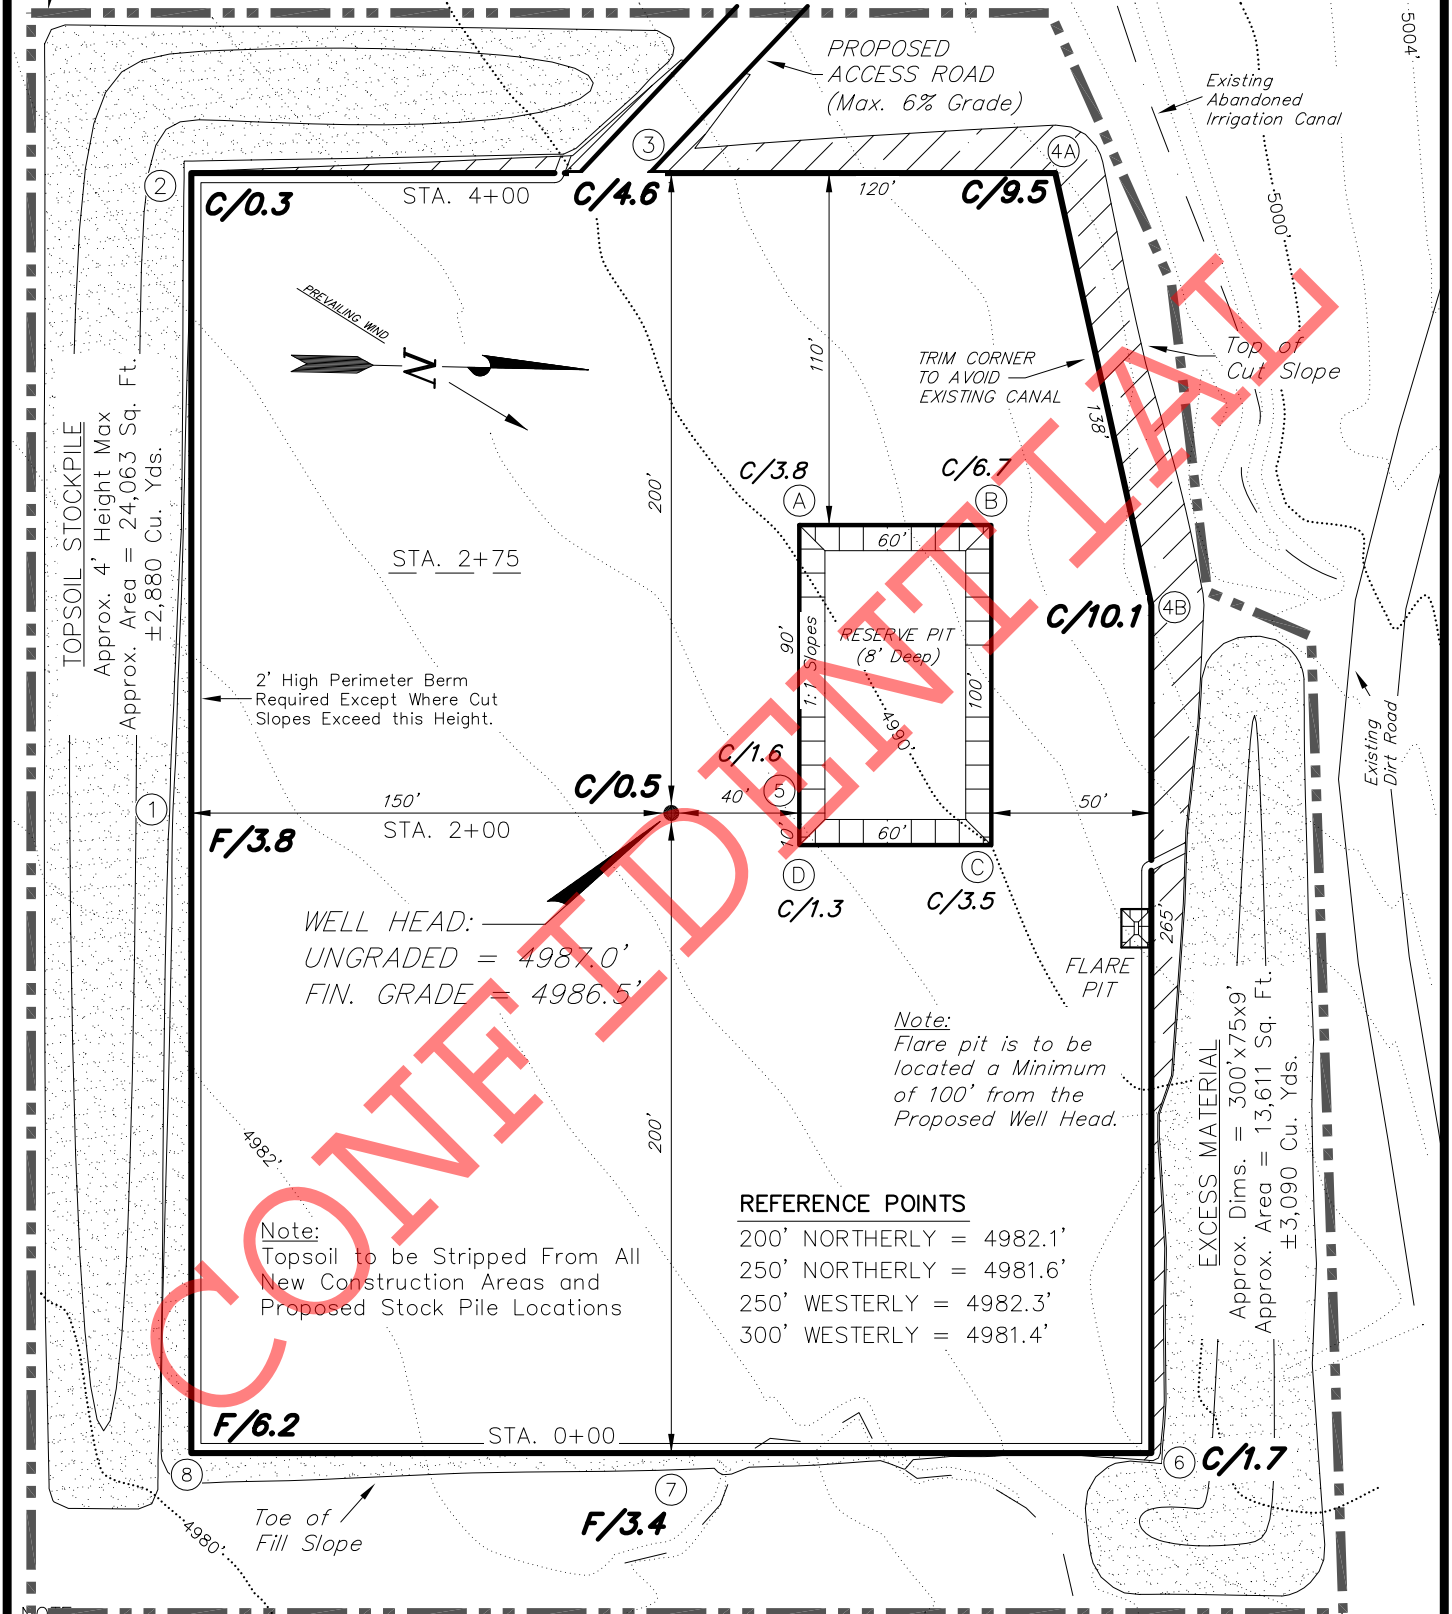 5004'
PROPOSED
ACCESS ROAD
(Max. 6% Grade)
Existing
Abandoned
Irrigation Canal
3
4A
2
C/0.3
STA. 4+00
C/4.6
120'
C/9.5
5000'
PREVAILING WIND
N
110'
TRIM CORNER
TO AVOID
EXISTING CANAL
Top of
Cut Slope
138'
TOPSOIL STOCKPILE
Approx. 4' Height Max
Approx. Area = 24,063 Sq. Ft.
±2,880 Cu. Yds.
200'
C/3.8
C/6.7
A
B
60'
STA. 2+75
4B
C/10.1
90'
1:1 Slopes
RESERVE PIT
(8' Deep)
100'
2' High Perimeter Berm
Required Except Where Cut
Slopes Exceed this Height.
4990'
Existing
Dirt Road
C/1.6
C/0.5
5
1
150'
40'
50'
STA. 2+00
F/3.8
10'
60'
D
C
C/1.3
C/3.5
WELL HEAD:
UNGRADED = 4987.0'
FIN. GRADE = 4986.5'
265'
FLARE
PIT
Note:
Flare pit is to be
located a Minimum
of 100' from the
Proposed Well Head.
EXCESS MATERIAL
Approx. Dims. = 300'x75x9'
Approx. Area = 13,611 Sq. Ft.
±3,090 Cu. Yds.
200'
4982'
REFERENCE POINTS
200' NORTHERLY = 4982.1'
250' NORTHERLY = 4981.6'
250' WESTERLY = 4982.3'
300' WESTERLY = 4981.4'
Note:
Topsoil to be Stripped From All
New Construction Areas and
Proposed Stock Pile Locations
F/6.2
STA. 0+00
C/1.7
6
8
7
F/3.4
Toe of
Fill Slope
4980'
CONFIDENTIAL